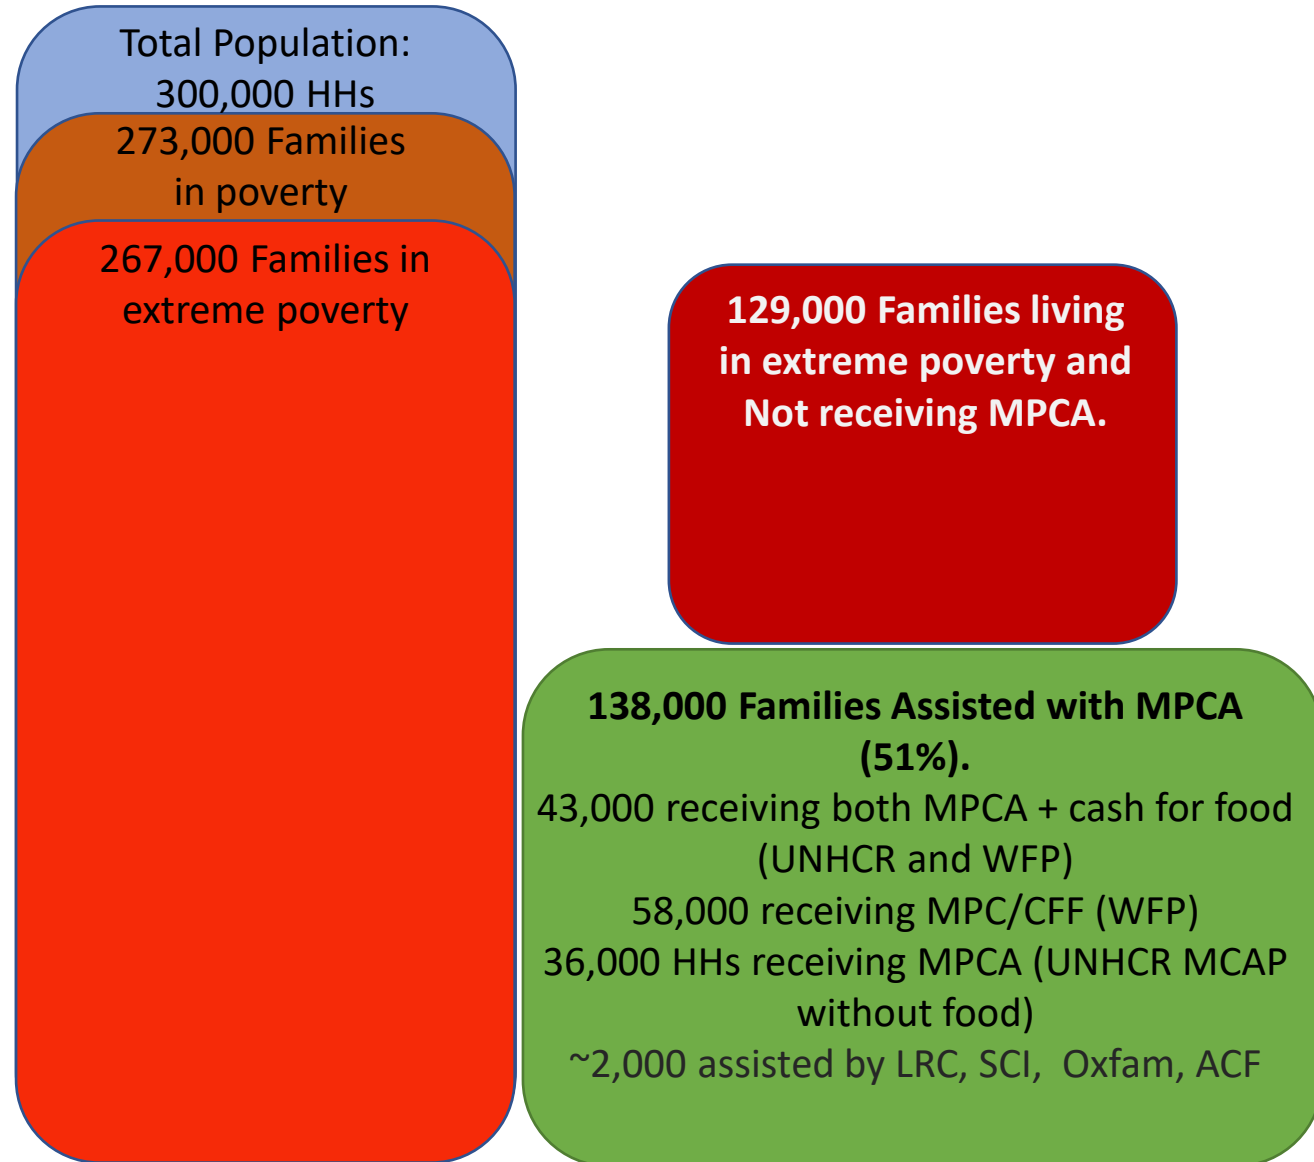 Total Population:
300,000 HHs
273,000 Families
in poverty
267,000 Families in
extreme poverty
129,000 Families living
in extreme poverty and
Not receiving MPCA.
138,000 Families Assisted with MPCA
(51%).
43,000 receiving both MPCA + cash for food
(UNHCR and WFP)
58,000 receiving MPC/CFF (WFP)
36,000 HHs receiving MPCA (UNHCR MCAP
without food)
~2,000 assisted by LRC, SCI, Oxfam, ACF